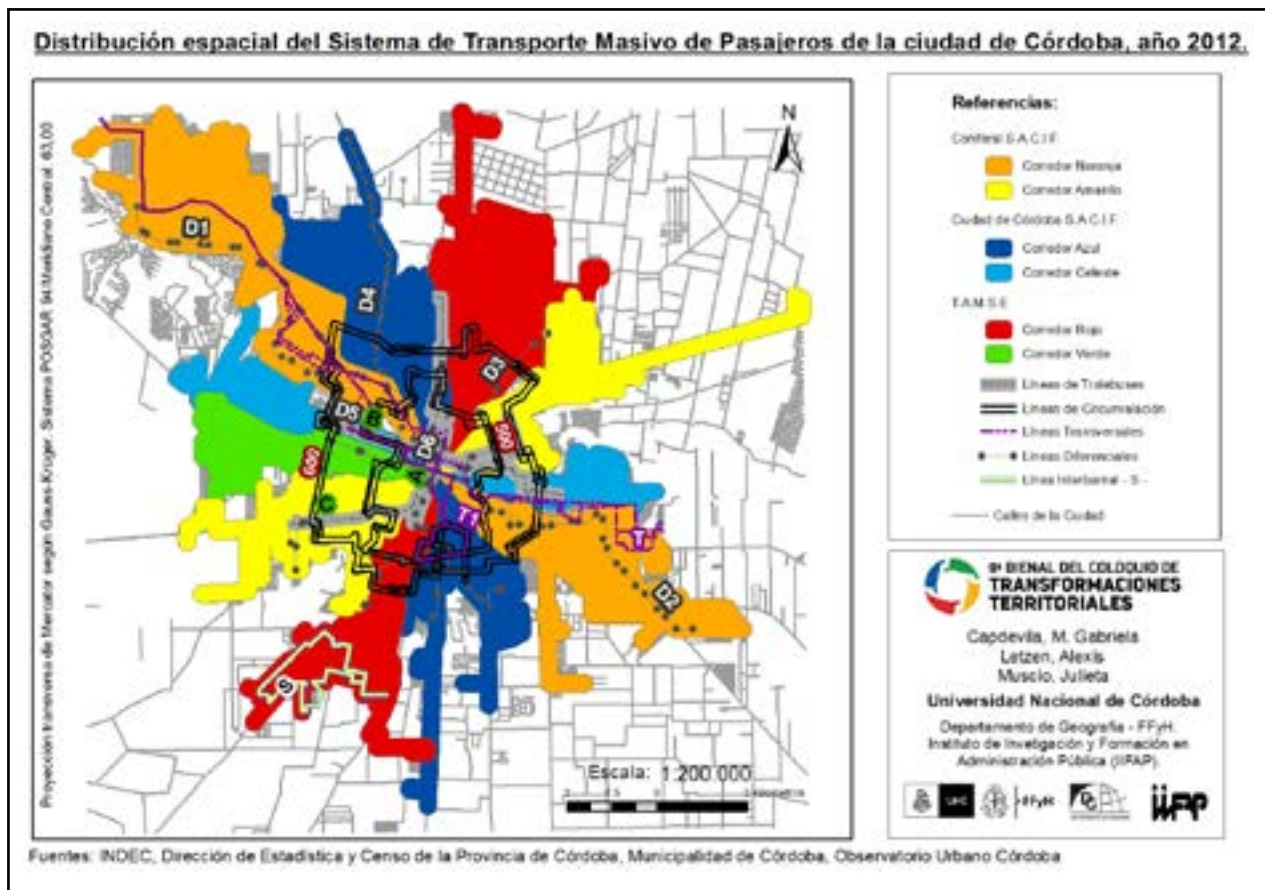 Distribución espacial del Sistema de Transporte Masivo de Pasajeros de la ciudad de Córdoba, año 2012.
Proyección transversa de Mercator según Gauss-Kruger. Sistema POSGAR 94/Meridiano Central -63,00
N
D1
D4
D3
D5
B
D6
600
600
A
C
T1
T
D2
S
Escala: 1:200.000
Referencias:
Coniferal S.A.C.I.F.
Corredor Naranja
Corredor Amarillo
Ciudad de Córdoba S.A.C.I.F.
Corredor Azul
Corredor Celeste
T.A.M.S.E.
Corredor Rojo
Corredor Verde
Líneas de Trolebuses
Líneas de Circunvalación
Líneas Transversales
Líneas Diferenciales
Línea Interbarrial - S -
Calles de la Ciudad
BIENAL DEL COLOQUIO DE
TRANSFORMACIONES
TERRITORIALES
Capdevila, M. Gabriela
Letzen, Alexis
Muscio, Julieta
Universidad Nacional de Córdoba
Departamento de Geografía - FFyH.
Instituto de Invetigación y Formación en
Administración Pública (IIFAP).
UNC
FFyH
iifap
Fuentes: INDEC, Dirección de Estadística y Censo de la Provincia de Córdoba, Municipalidad de Córdoba, Observatorio Urbano Córdoba